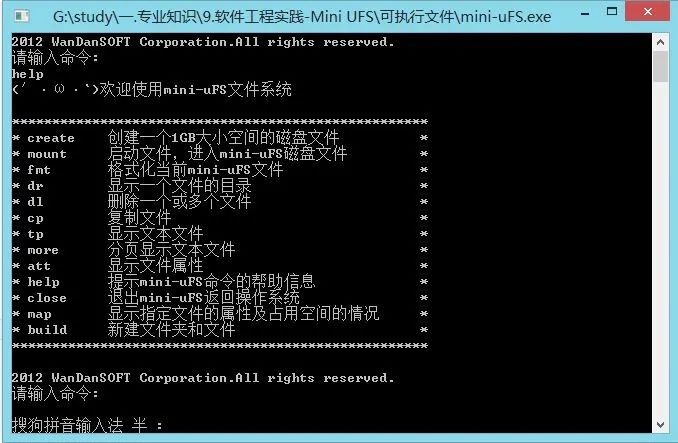 G:\study\一.专业知识\9.软件工程实践-Mini UFS\可执行文件\mini-uFS.exe
2012 WanDanSOFT Corporation.All rights reserved.
请输入命令:
help
(′ · ω · `)欢迎使用mini-uFS文件系统
****************************************************
* create 创建一个1GB大小空间的磁盘文件 *
* mount 启动文件，进入mini-uFS磁盘文件 *
* fmt 格式化当前mini-uFS文件 *
* dr 显示一个文件的目录 *
* dl 删除一个或多个文件 *
* cp 复制文件 *
* tp 显示文本文件 *
* more 分页显示文本文件 *
* att 显示文件属性 *
* help 提示mini-uFS命令的帮助信息 *
* close 退出mini-uFS返回操作系统 *
* map 显示指定文件的属性及占用空间的情况 *
* build 新建文件夹和文件 *
****************************************************
2012 WanDanSOFT Corporation.All rights reserved.
请输入命令:
搜狗拼音输入法 半 :